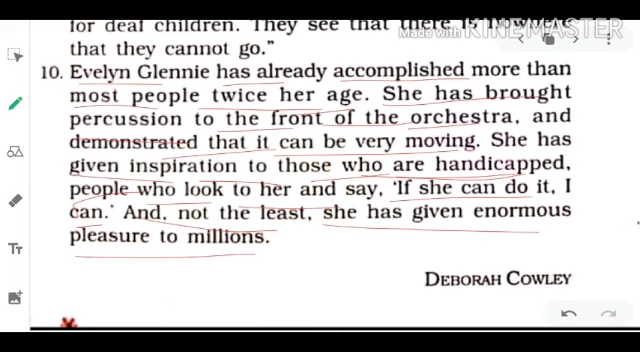 for deaf children. They see that there is nowhere
Made with KINEMASTER
that they cannot go."
10. Evelyn Glennie has already accomplished more than
most people twice her age. She has brought
percussion to the front of the orchestra, and
demonstrated that it can be very moving. She has
given inspiration to those who are handicapped,
people who look to her and say, 'If she can do it, I
can.' And, not the least, she has given enormous
pleasure to millions.
DEBORAH COWLEY
Tт